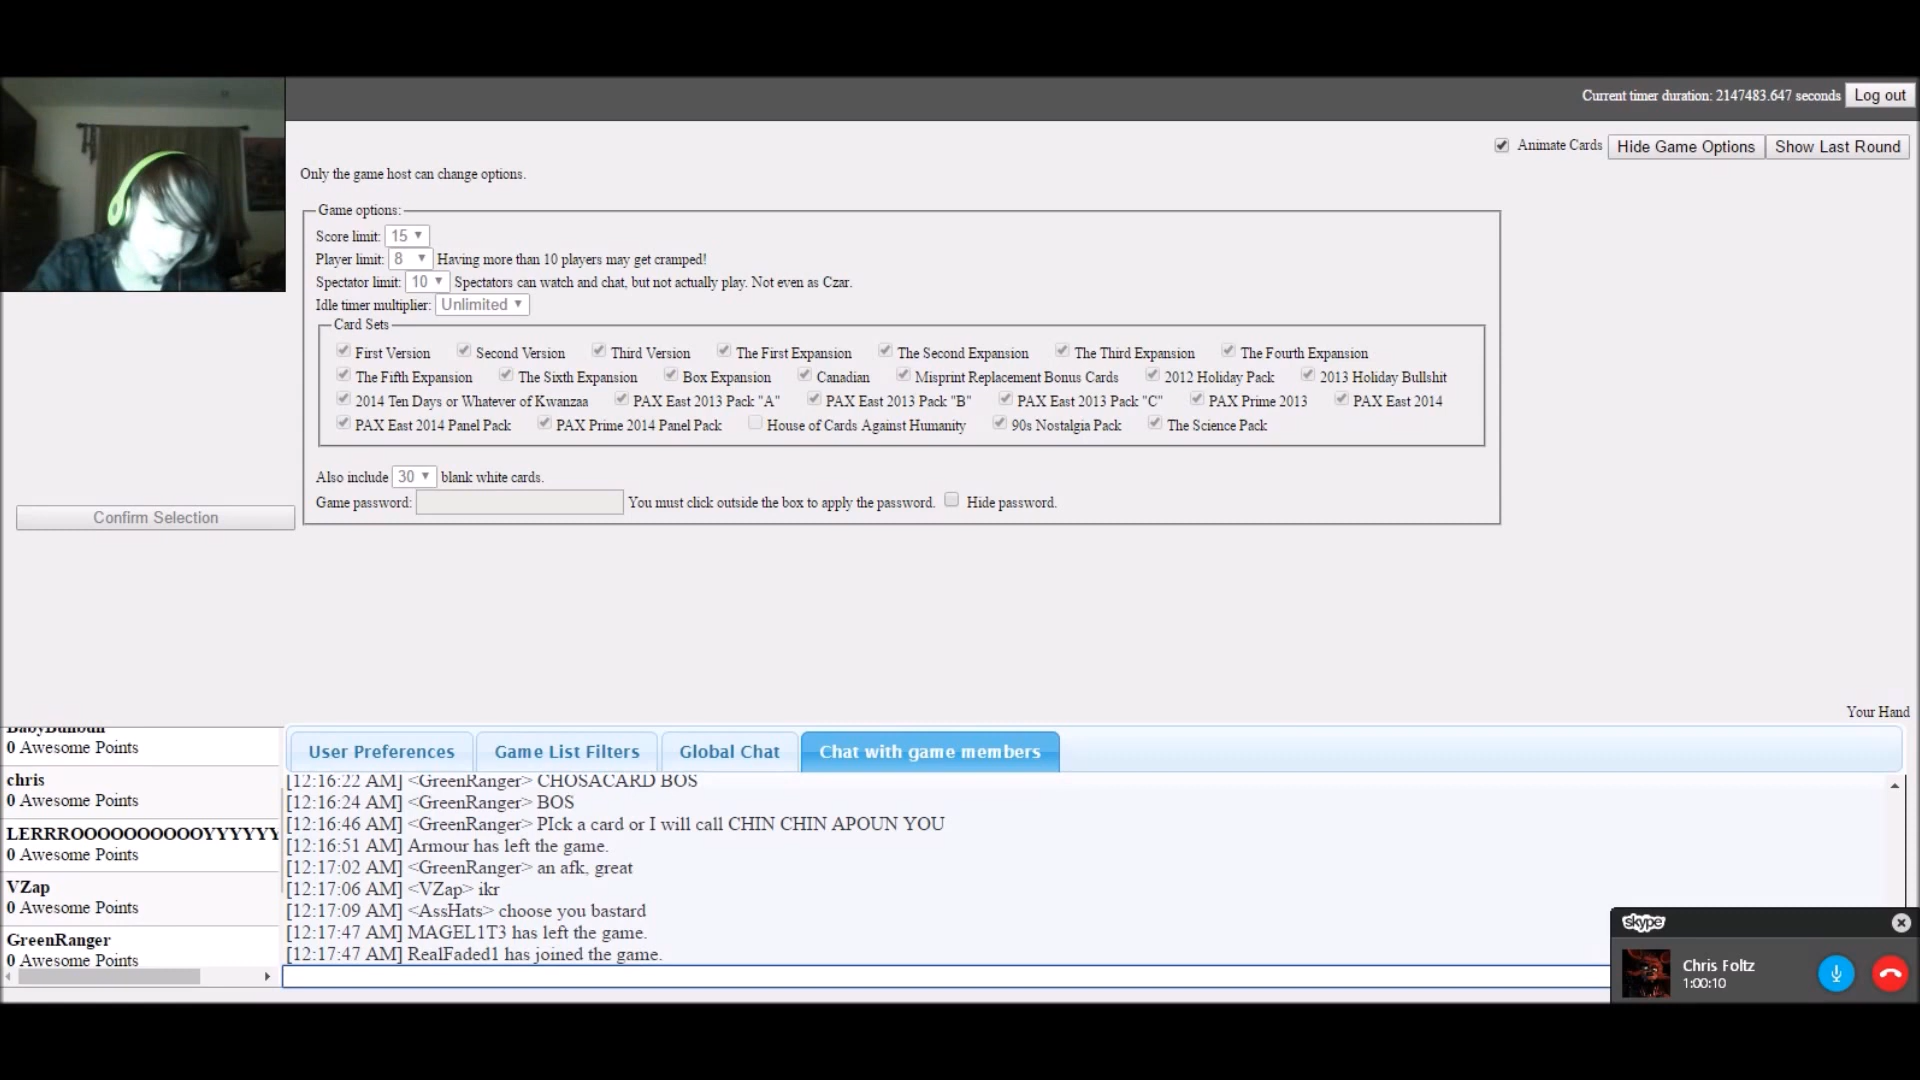 Current timer duration: 2147483.647 seconds Log out
Animate Cards Hide Game Options Show Last Round
Only the game host can change options.
Game options:
Score limit: 15
Player limit: 8 Having more than 10 players may get cramped!
Spectator limit: 10 Spectators can watch and chat, but not actually play. Not even as Czar.
Idle timer multiplier: Unlimited
Card Sets
First Version Second Version Third Version The First Expansion The Second Expansion The Third Expansion The Fourth Expansion
The Fifth Expansion The Sixth Expansion Box Expansion Canadian Misprint Replacement Bonus Cards 2012 Holiday Pack 2013 Holiday Bullshit
2014 Ten Days or Whatever of Kwanzaa PAX East 2013 Pack "A" PAX East 2013 Pack "B" PAX East 2013 Pack "C" PAX Prime 2013 PAX East 2014
PAX East 2014 Panel Pack PAX Prime 2014 Panel Pack House of Cards Against Humanity 90s Nostalgia Pack The Science Pack
Also include 30 blank white cards.
Game password: You must click outside the box to apply the password. Hide password.
Confirm Selection
Your Hand
BabyBunbun
0 Awesome Points
chris
0 Awesome Points
LERRROOOOOOOOOOYYYYYY
0 Awesome Points
VZap
0 Awesome Points
GreenRanger
0 Awesome Points
User Preferences Game List Filters Global Chat Chat with game members
[12:16:22 AM] <GreenRanger> CHOSACARD BOS
[12:16:24 AM] <GreenRanger> BOS
[12:16:46 AM] <GreenRanger> PIck a card or I will call CHIN CHIN APOUN YOU
[12:16:51 AM] Armour has left the game.
[12:17:02 AM] <GreenRanger> an afk, great
[12:17:06 AM] <VZap> ikr
[12:17:09 AM] <AssHats> choose you bastard
[12:17:47 AM] MAGEL1T3 has left the game.
[12:17:47 AM] RealFaded1 has joined the game.
skype
Chris Foltz
1:00:10